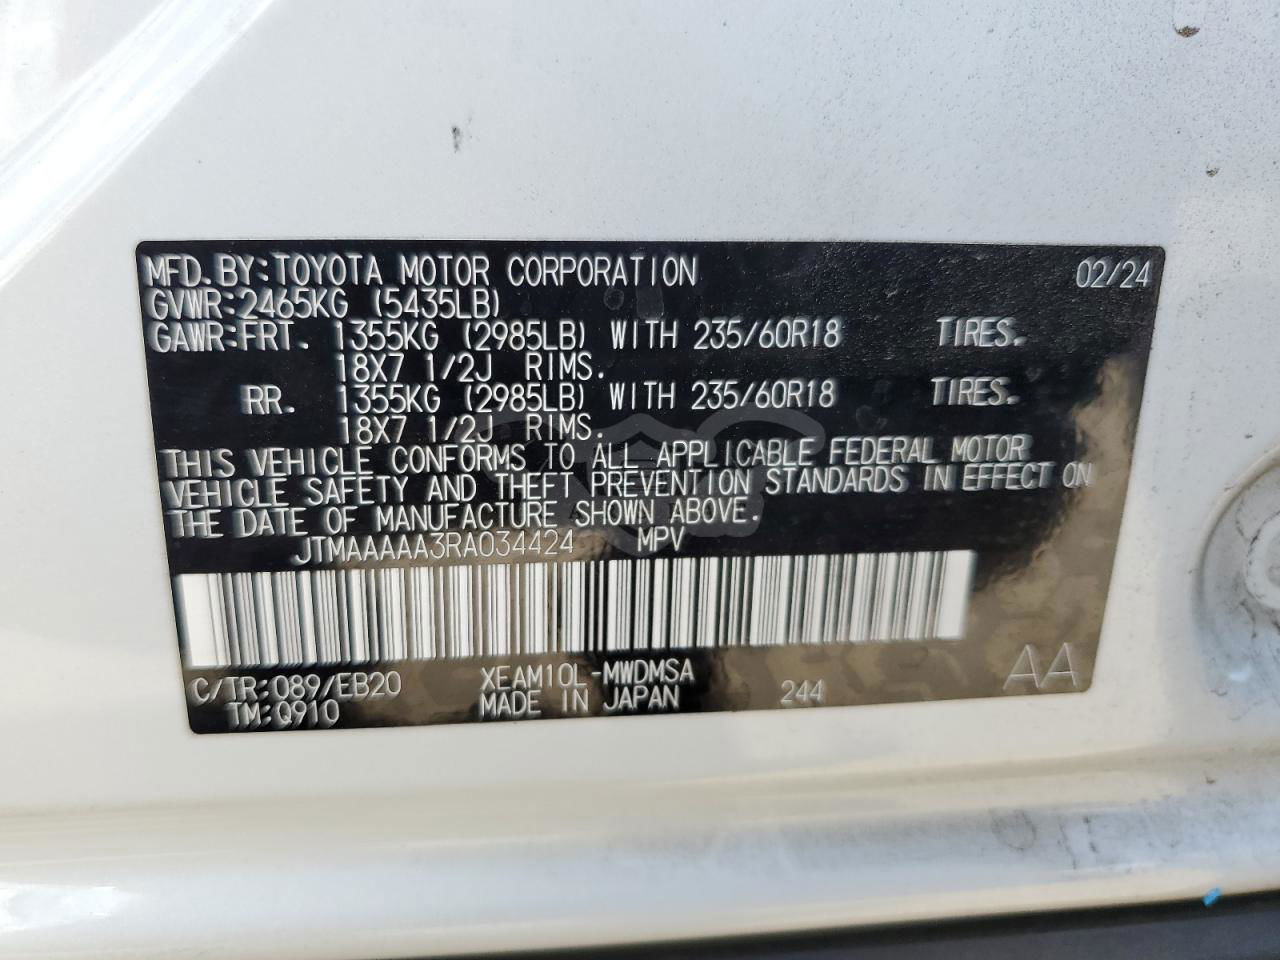 MFD.BY:TOYOTA MOTOR CORPORATION 02/24
GVWR:2465KG (5435LB)
GAWR:FRT. 1355KG (2985LB) WITH 235/60R18 TIRES.
18X7 1/2J RIMS.
RR. 1355KG (2985LB) WITH 235/60R18 TIRES.
18X7 1/2J RIMS.
THIS VEHICLE CONFORMS TO ALL APPLICABLE FEDERAL MOTOR
VEHICLE SAFETY AND THEFT PREVENTION STANDARDS IN EFFECT ON
THE DATE OF MANUFACTURE SHOWN ABOVE.
JTMAAAAA3RA034424 MPV
C/TR:089/EB20 XEAM10L-MWDMSA AA
TM:Q910 MADE IN JAPAN 244